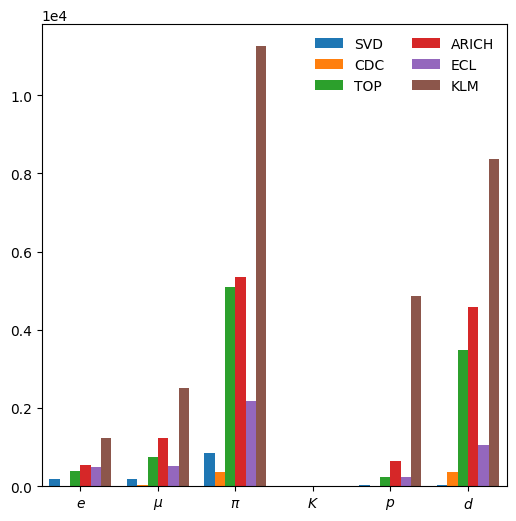 1e4
SVD ARICH
CDC ECL
TOP KLM
1.0
0.8
0.6
0.4
0.2
0.0
e μ π K p d